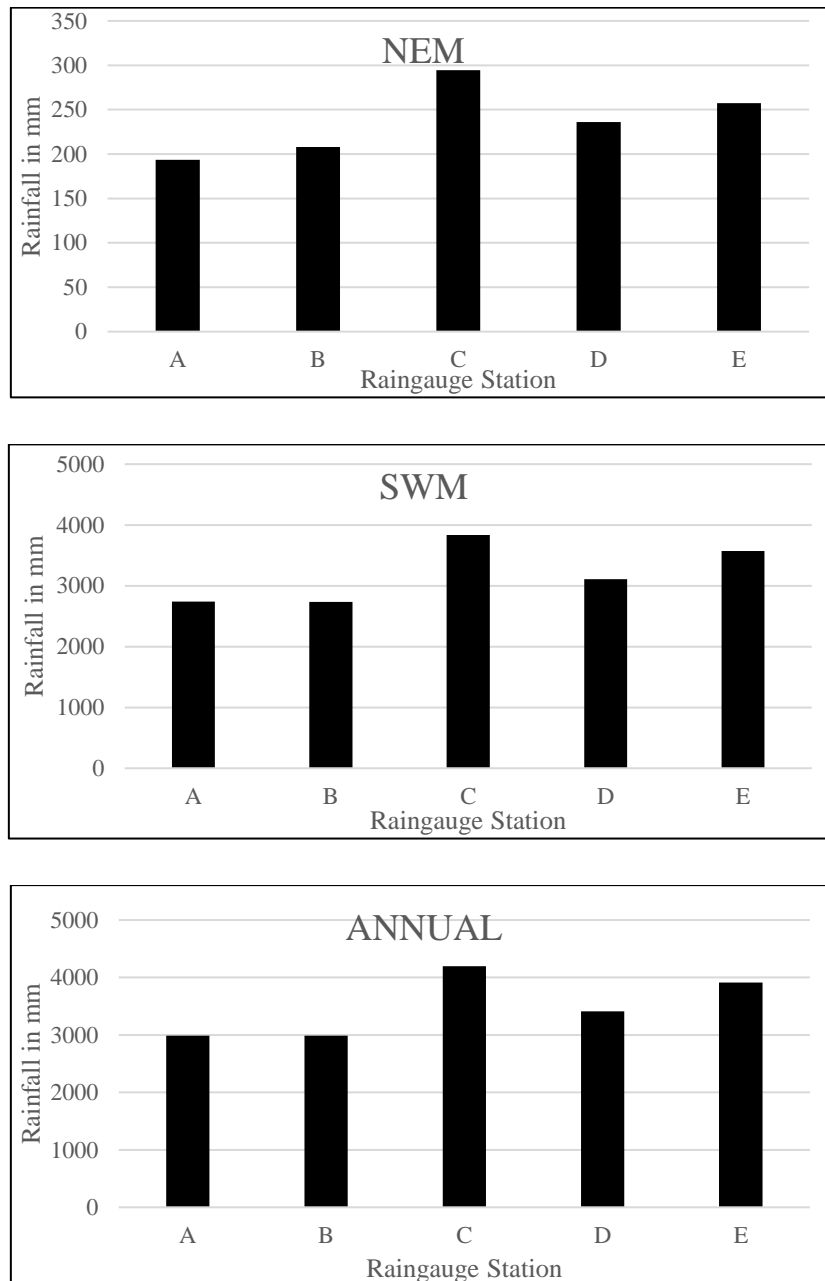 NEM
Rainfall in mm
350
300
250
200
150
100
50
0
A B C D E
Raingauge Station
SWM
Rainfall in mm
5000
4000
3000
2000
1000
0
A B C D E
Raingauge Station
ANNUAL
Rainfall in mm
5000
4000
3000
2000
1000
0
A B C D E
Raingauge Station